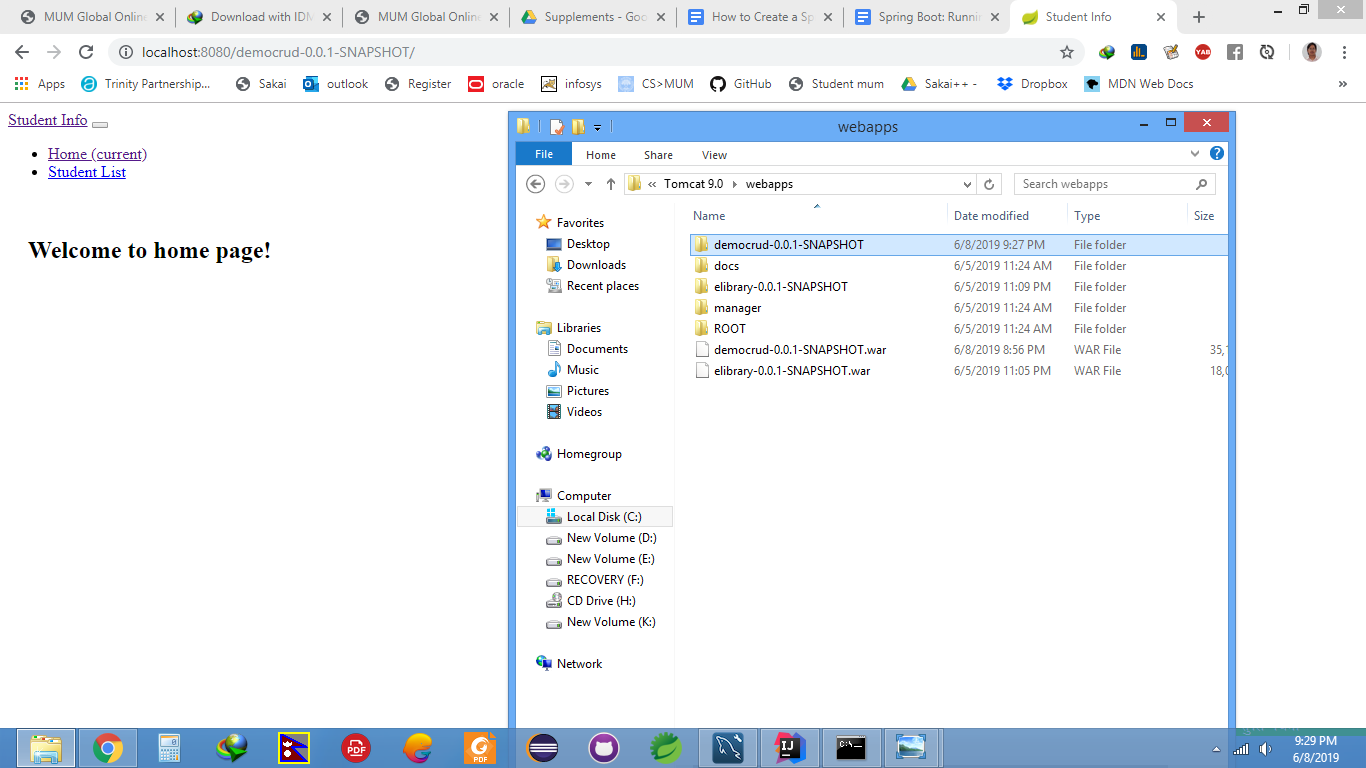 MUM Global Online
Download with IDM
MUM Global Online
Supplements - Goo
How to Create a Sp
Spring Boot: Runni
Student Info
localhost:8080/democrud-0.0.1-SNAPSHOT/
YAB
Apps
Trinity Partnership...
Sakai
outlook
Register
oracle
infosys
CS>MUM
GitHub
Student mum
Sakai++ -
Dropbox
MDN Web Docs
»
Student Info
Home (current)
Student List
Welcome to home page!
webapps
File Home Share View
« Tomcat 9.0 webapps
Search webapps
Favorites
Desktop
Downloads
Recent places
Libraries
Documents
Music
Pictures
Videos
Homegroup
Computer
Local Disk (C:)
New Volume (D:)
New Volume (E:)
RECOVERY (F:)
CD Drive (H:)
New Volume (K:)
Network
Name Date modified Type Size
democrud-0.0.1-SNAPSHOT 6/8/2019 9:27 PM File folder
docs 6/5/2019 11:24 AM File folder
elibrary-0.0.1-SNAPSHOT 6/5/2019 11:09 PM File folder
manager 6/5/2019 11:24 AM File folder
ROOT 6/5/2019 11:24 AM File folder
democrud-0.0.1-SNAPSHOT.war 6/8/2019 8:56 PM WAR File 35,
elibrary-0.0.1-SNAPSHOT.war 6/5/2019 11:05 PM WAR File 18,0
PDF
PDF
IJ
C:\
9:29 PM
6/8/2019